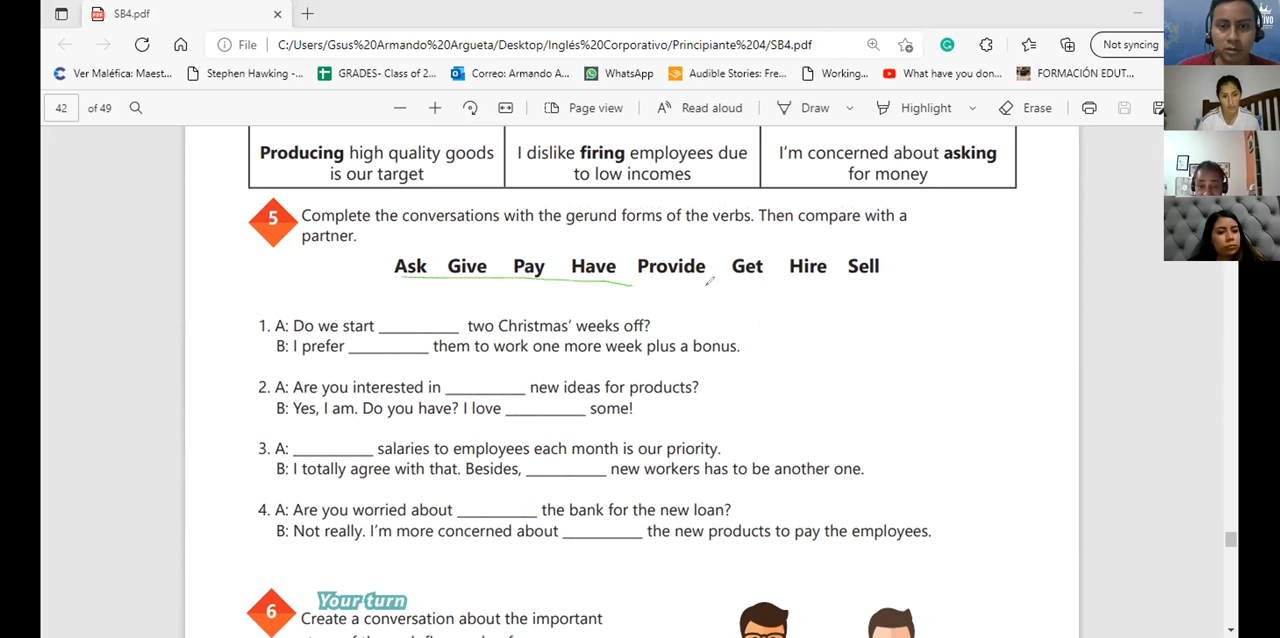 SB4.pdf
File C:/Users/Gsus%20Armando%20Argueta/Desktop/Inglés%20Corporativo/Principiante%204/SB4.pdf Not syncing
Ver Maléfica: Maest... Stephen Hawking -... GRADES- Class of 2... Correo: Armando A... WhatsApp Audible Stories: Fre... Working... What have you don... FORMACIÓN EDUT...
42 of 49 Page view Read aloud Draw Highlight Erase
Producing high quality goods
is our target
I dislike firing employees due
to low incomes
I'm concerned about asking
for money
5 Complete the conversations with the gerund forms of the verbs. Then compare with a
partner.
Ask Give Pay Have Provide Get Hire Sell
1. A: Do we start __________ two Christmas' weeks off?
B: I prefer __________ them to work one more week plus a bonus.
2. A: Are you interested in __________ new ideas for products?
B: Yes, I am. Do you have? I love __________ some!
3. A: __________ salaries to employees each month is our priority.
B: I totally agree with that. Besides, __________ new workers has to be another one.
4. A: Are you worried about __________ the bank for the new loan?
B: Not really. I'm more concerned about __________ the new products to pay the employees.
6 Your turn
Create a conversation about the important